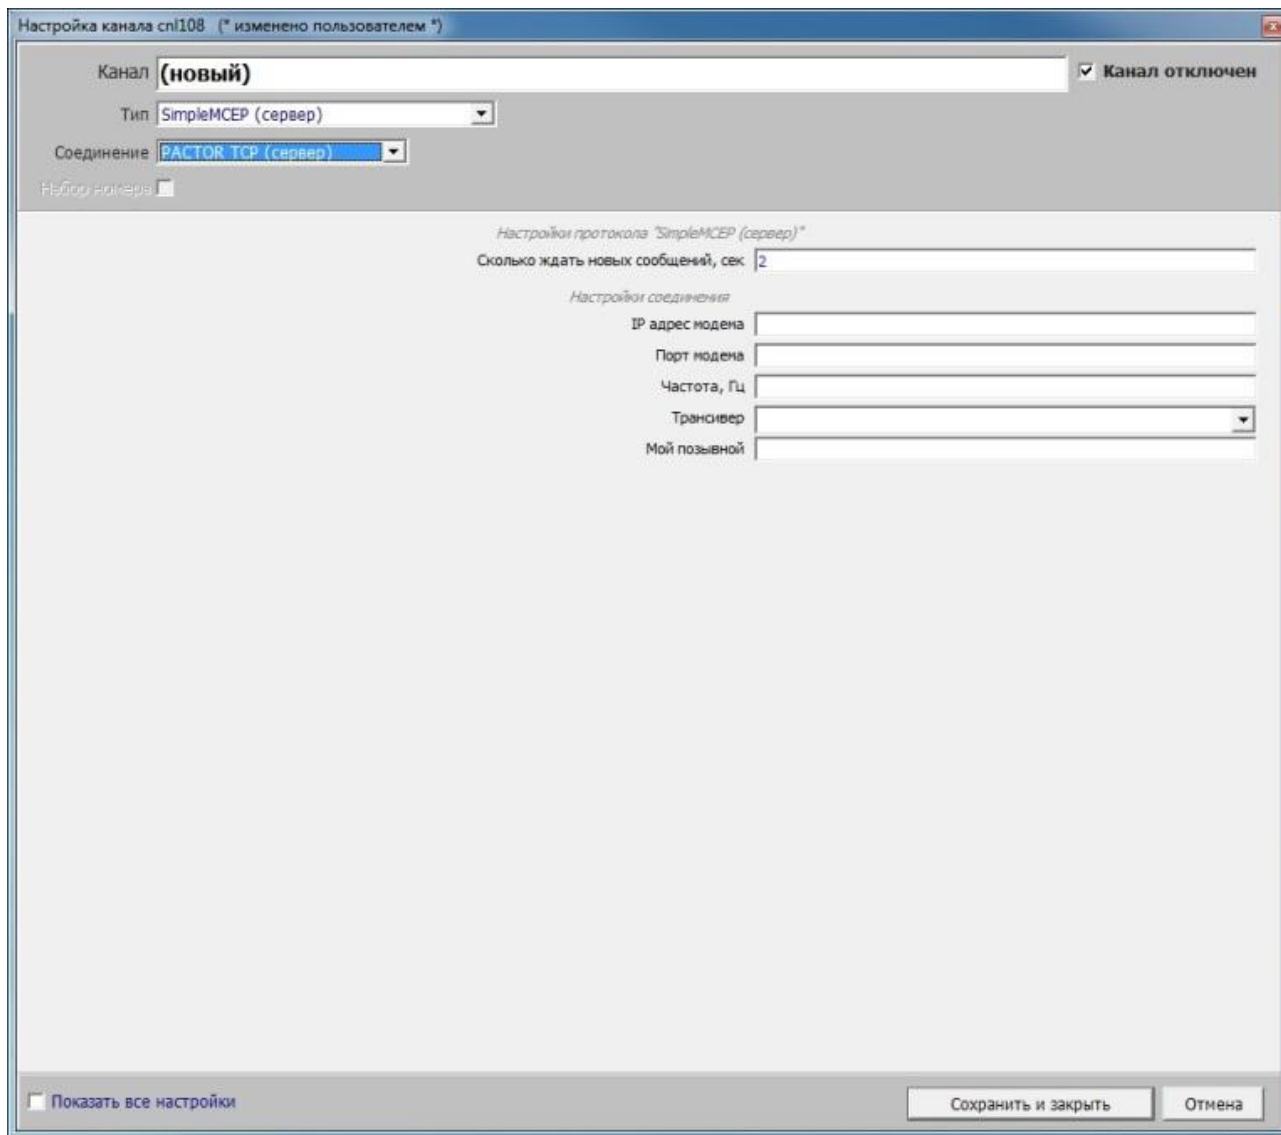 Настройка канала cnl108 (* изменено пользователем *)
Канал (новый) Канал отключен
Тип SimpleMCEP (сервер)
Соединение PACTOR TCP (сервер)
Набор номера
Настройки протокола "SimpleMCEP (сервер)"
Сколько ждать новых сообщений, сек 2
Настройки соединения
IP адрес модема
Порт модема
Частота, Гц
Трансивер
Мой позывной
Показать все настройки Сохранить и закрыть Отмена